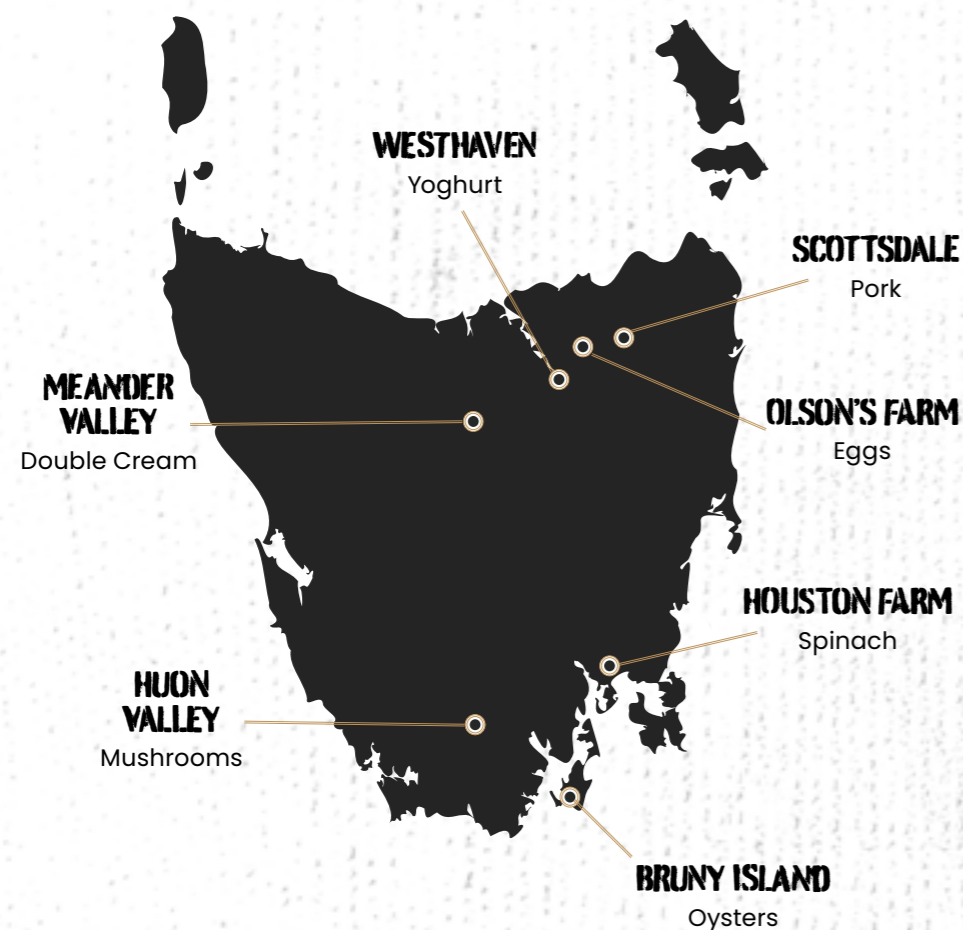 WESTHAVEN
Yoghurt
SCOTTSDALE
Pork
MEANDER
VALLEY
Double Cream
OLSON'S FARM
Eggs
HOUSTON FARM
Spinach
HUON
VALLEY
Mushrooms
BRUNY ISLAND
Oysters